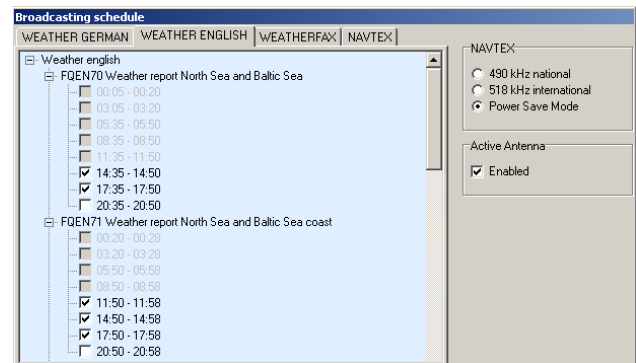 Broadcasting schedule
WEATHER GERMAN WEATHER ENGLISH WEATHERFAX NAVTEX
Weather english
FQEN70 Weather report North Sea and Baltic Sea
00:05 - 00:20
03:05 - 03:20
05:35 - 05:50
08:35 - 08:50
11:35 - 11:50
14:35 - 14:50
17:35 - 17:50
20:35 - 20:50
FQEN71 Weather report North Sea and Baltic Sea coast
00:20 - 00:28
03:20 - 03:28
05:50 - 05:58
08:50 - 08:58
11:50 - 11:58
14:50 - 14:58
17:50 - 17:58
20:50 - 20:58
NAVTEX
490 kHz national
518 kHz international
Power Save Mode
Active Antenna
Enabled